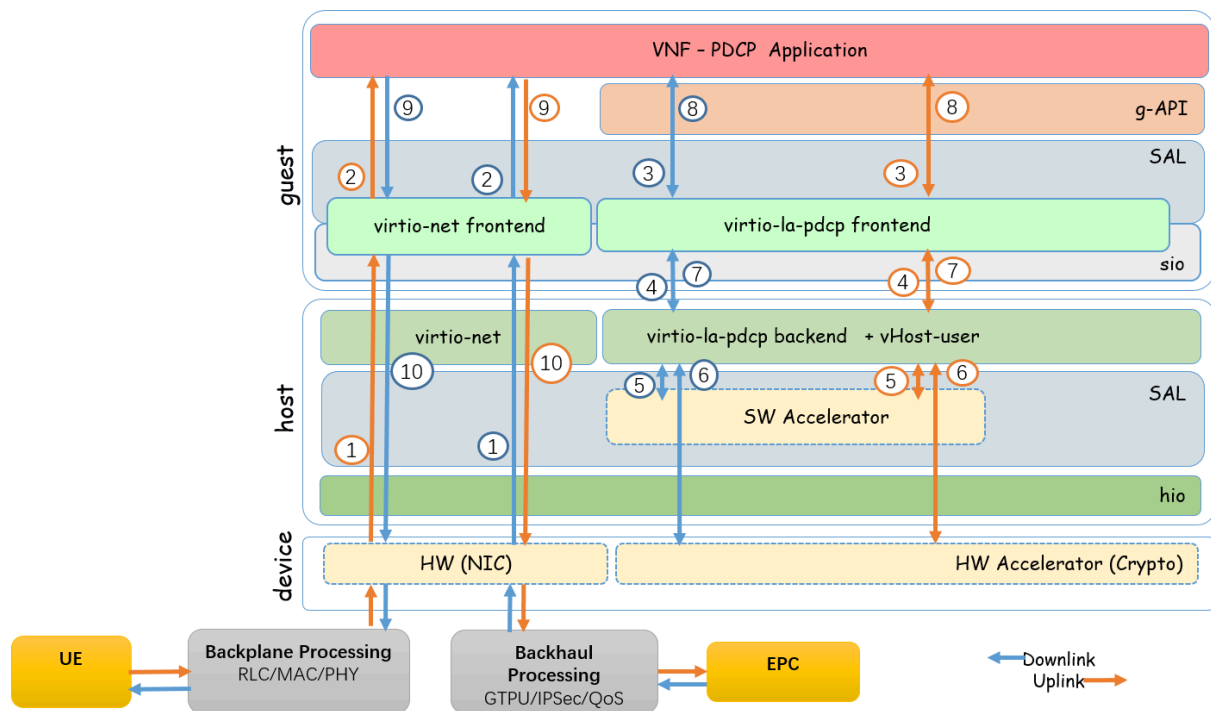 VNF – PDCP Application
9
9
8
8
g-API
guest
SAL
2
2
3
3
virtio-net frontend
virtio-la-pdcp frontend
7
7
sio
4
4
virtio-net
virtio-la-pdcp backend + vHost-user
10
10
5
6
5
6
host
SAL
SW Accelerator
1
1
hio
device
HW (NIC)
HW Accelerator (Crypto)
UE
Backplane Processing
RLC/MAC/PHY
Backhaul
Processing
GTPU/IPSec/QoS
EPC
Downlink
Uplink